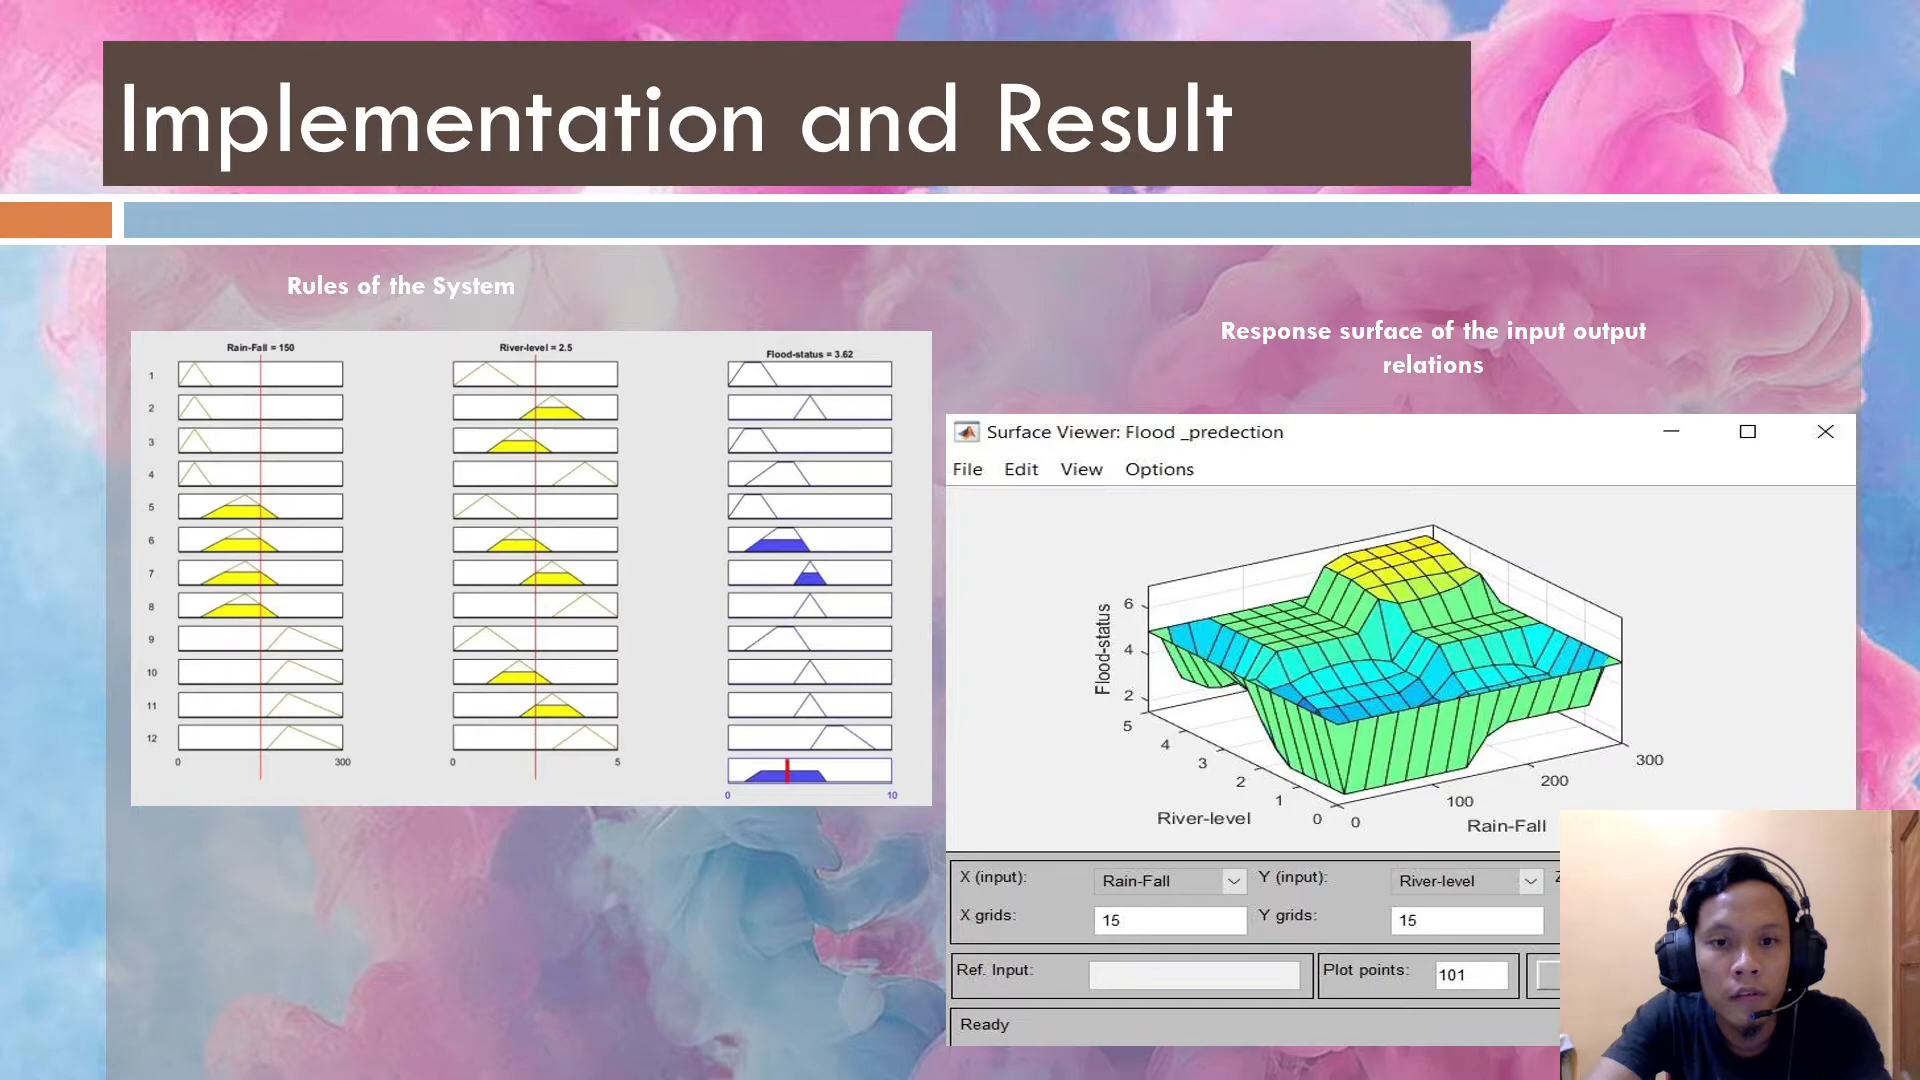 Implementation and Result
Rules of the System
Rain-Fall = 150
River-level = 2.5
Flood-status = 3.62
1
2
3
4
5
6
7
8
9
10
11
12
0
300
0
5
0
10
Response surface of the input output
relations
Surface Viewer: Flood _predection
File Edit View Options
Flood-status
6
4
2
5
4
3
2
1
0
River-level
0
100
200
300
Rain-Fall
X (input): Rain-Fall Y (input): River-level
X grids: 15 Y grids: 15
Ref. Input: Plot points: 101
Ready